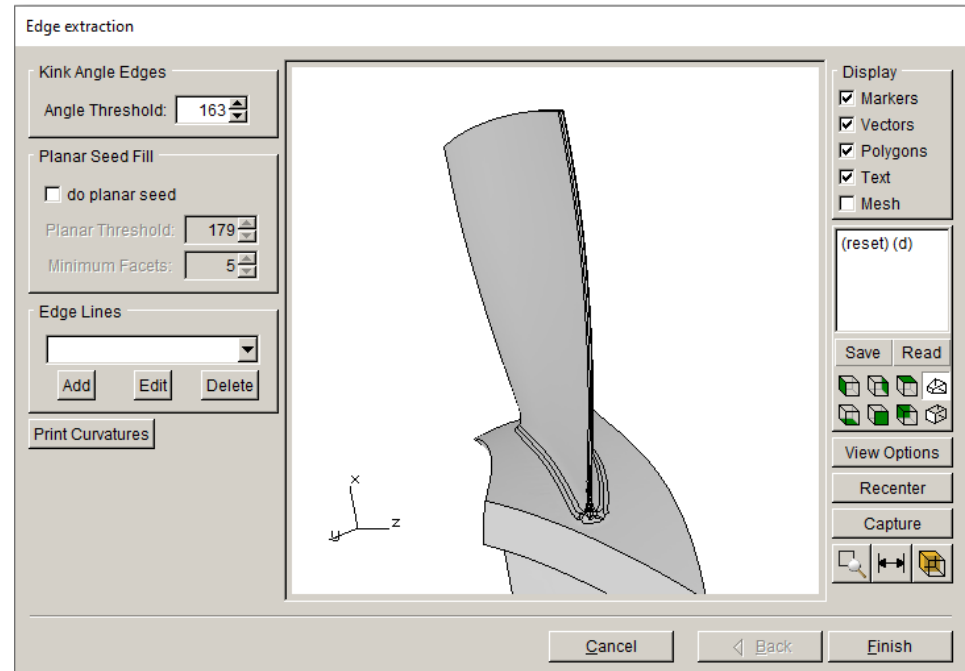 Edge extraction
Kink Angle Edges
Angle Threshold: 163
Planar Seed Fill
do planar seed
Planar Threshold: 179
Minimum Facets: 5
Edge Lines
Add Edit Delete
Print Curvatures
x
y
z
Display
Markers
Vectors
Polygons
Text
Mesh
(reset) (d)
Save Read
View Options
Recenter
Capture
Cancel Back Finish